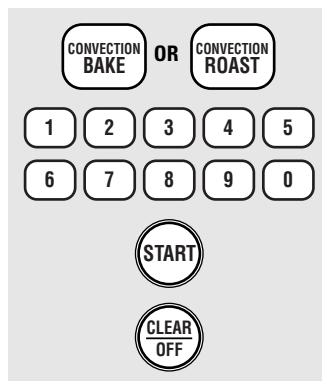 CONVECTION BAKE OR CONVECTION ROAST
1 2 3 4 5
6 7 8 9 0
START
CLEAR
OFF